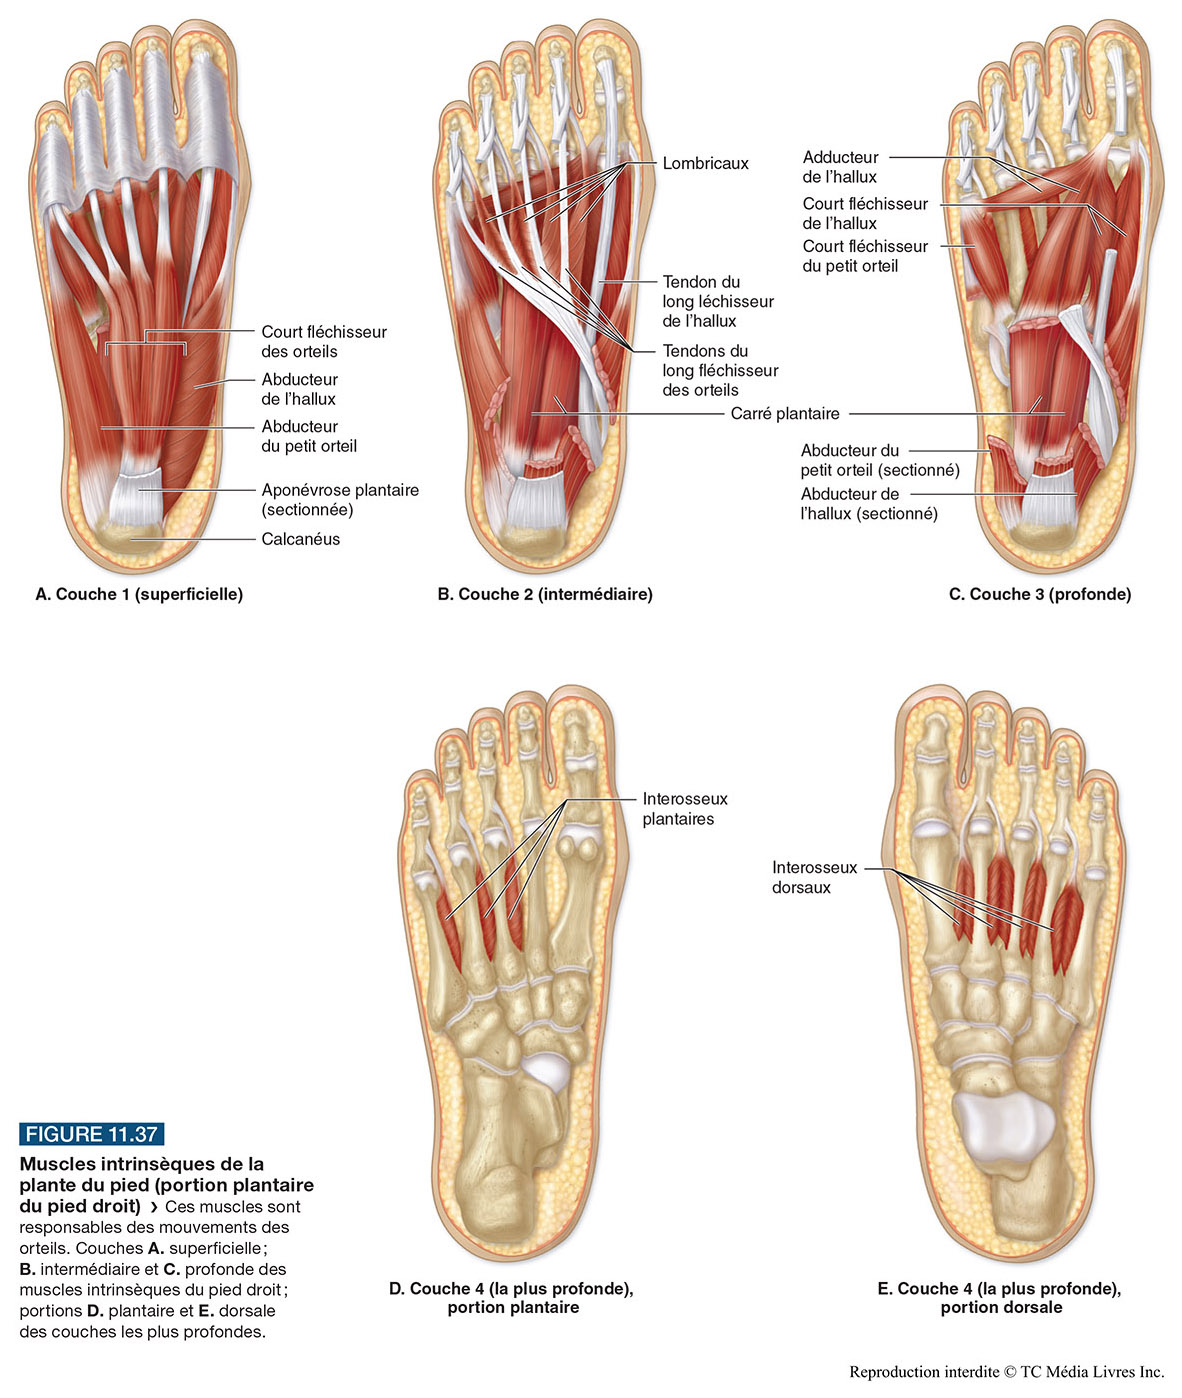 Court fléchisseur
des orteils
Abducteur
de l’hallux
Abducteur
du petit orteil
Aponévrose plantaire
(sectionnée)
Calcanéus
A. Couche 1 (superficielle)
Lombricaux
Tendon du
long léchisseur
de l’hallux
Tendons du
long fléchisseur
des orteils
Carré plantaire
B. Couche 2 (intermédiaire)
Adducteur
de l’hallux
Court fléchisseur
de l’hallux
Court fléchisseur
du petit orteil
Abducteur du
petit orteil (sectionné)
Abducteur de
l’hallux (sectionné)
C. Couche 3 (profonde)
Interosseux
plantaires
D. Couche 4 (la plus profonde),
portion plantaire
Interosseux
dorsaux
E. Couche 4 (la plus profonde),
portion dorsale
FIGURE 11.37
Muscles intrinsèques de la
plante du pied (portion plantaire
du pied droit) › Ces muscles sont
responsables des mouvements des
orteils. Couches A. superficielle ;
B. intermédiaire et C. profonde des
muscles intrinsèques du pied droit ;
portions D. plantaire et E. dorsale
des couches les plus profondes.
Reproduction interdite © TC Média Livres Inc.